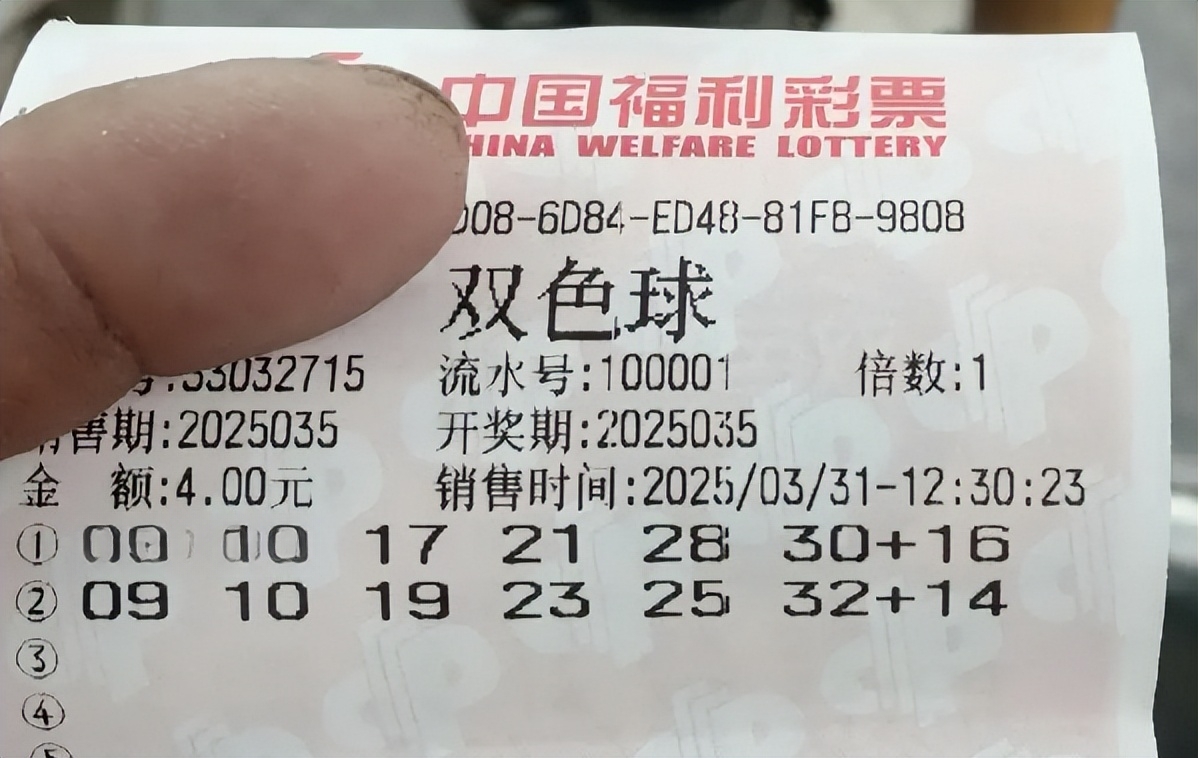 中国福利彩票
HINA WELFARE LOTTERY
08-6D84-ED48-81F8-9808
双色球
号:33032715 流水号:100001 倍数:1
销售期:2025035 开奖期:2025035
金 额:4.00元 销售时间:2025/03/31-12:30:23
① 17 21 28 30+16
② 09 10 19 23 25 32+14
③
④